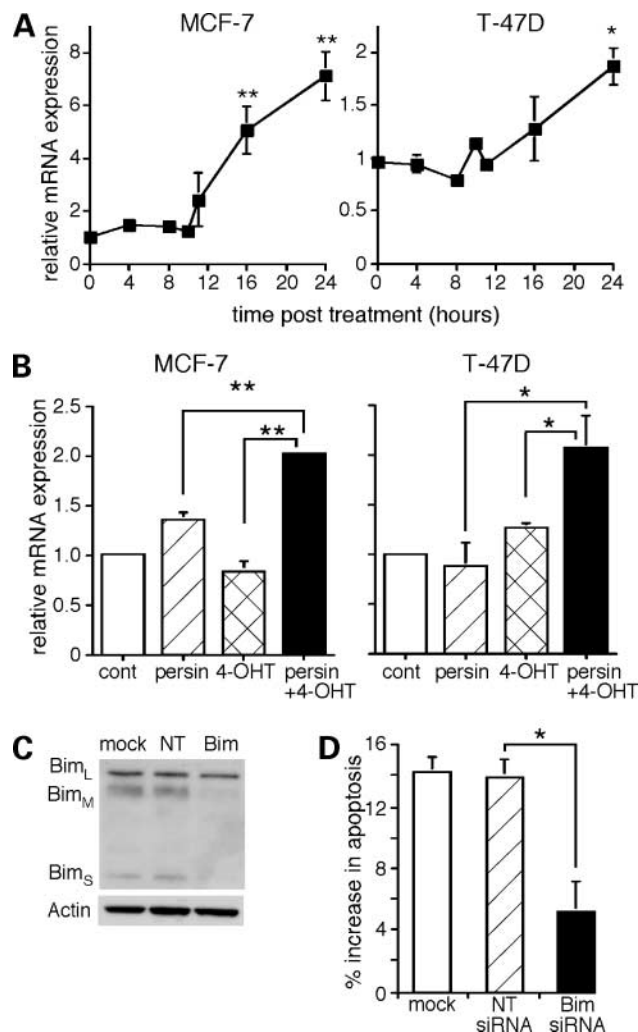 A
MCF-7
T-47D
relative mRNA expression
8
6
4
2
0
**
**
0 4 8 12 16 20 24
2
1.5
1
0.5
0
*
0 4 8 12 16 20 24
time post treatment (hours)
B
MCF-7
T-47D
relative mRNA expression
2.5
2.0
1.5
1.0
0.5
0
**
**
*
*
cont persin 4-OHT persin
+4-OHT
cont persin 4-OHT persin
+4-OHT
C
mock NT Bim
BimL
BimM
BimS
Actin
D
% increase in apoptosis
16
14
8
4
0
*
mock NT siRNA Bim siRNA